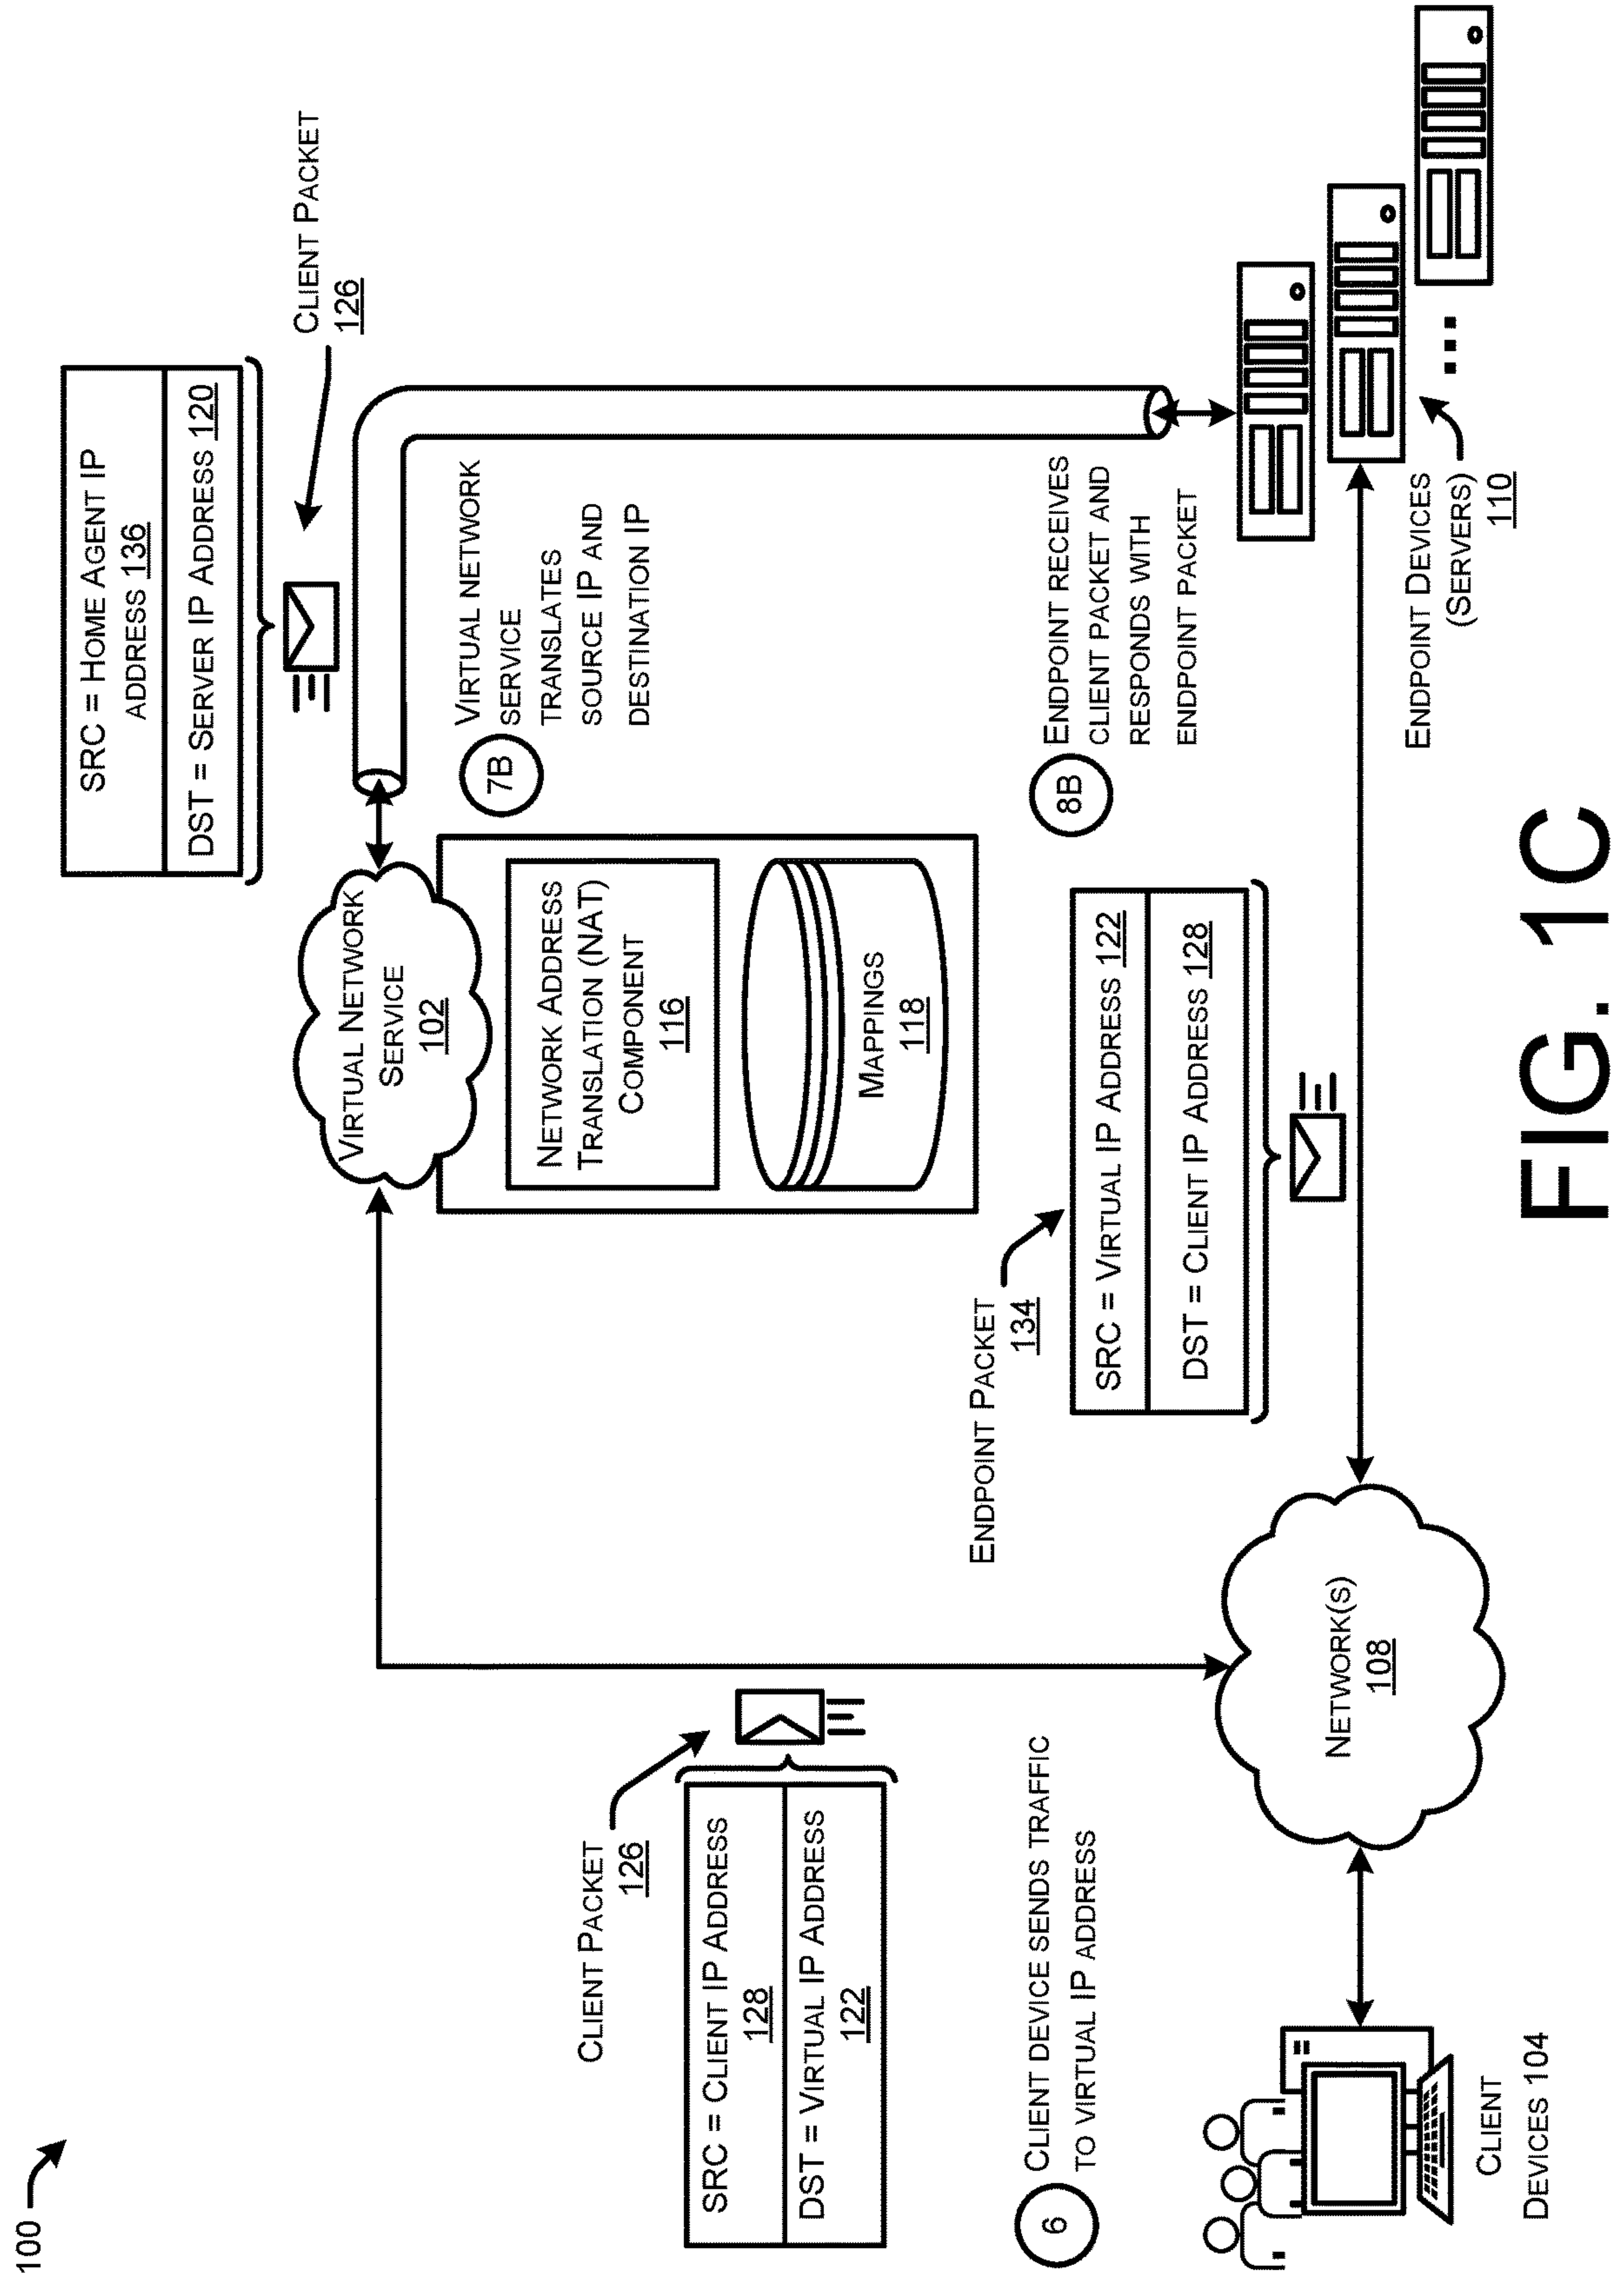 100
SRC = HOME AGENT IP
ADDRESS 136
DST = SERVER IP ADDRESS 120
CLIENT PACKET
126
VIRTUAL NETWORK
SERVICE
102
NETWORK ADDRESS
TRANSLATION (NAT)
COMPONENT
116
MAPPINGS
118
7B
VIRTUAL NETWORK
SERVICE
TRANSLATES
SOURCE IP AND
DESTINATION IP
CLIENT PACKET
126
SRC = CLIENT IP ADDRESS
128
DST = VIRTUAL IP ADDRESS
122
6
CLIENT DEVICE SENDS TRAFFIC
TO VIRTUAL IP ADDRESS
ENDPOINT PACKET
134
SRC = VIRTUAL IP ADDRESS 122
DST = CLIENT IP ADDRESS 128
8B
ENDPOINT RECEIVES
CLIENT PACKET AND
RESPONDS WITH
ENDPOINT PACKET
NETWORK(S)
108
CLIENT
DEVICES 104
ENDPOINT DEVICES
(SERVERS)
110
FIG. 1C